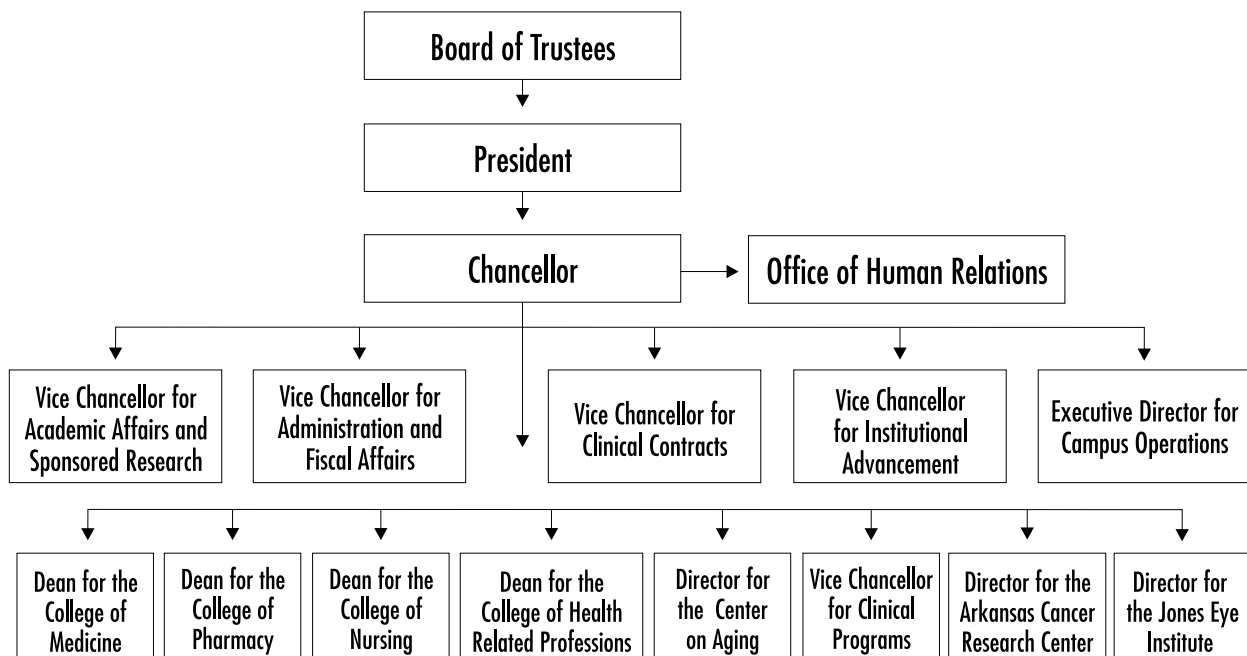 Board of Trustees
President
Chancellor
Office of Human Relations
Vice Chancellor for
Academic Affairs and
Sponsored Research
Vice Chancellor for
Administration and
Fiscal Affairs
Vice Chancellor for
Clinical Contracts
Vice Chancellor
for Institutional
Advancement
Executive Director for
Campus Operations
Dean for the
College of
Medicine
Dean for the
College of
Pharmacy
Dean for the
College of
Nursing
Dean for the
College of Health
Related Professions
Director for
the Center
on Aging
Vice Chancellor
for Clinical
Programs
Director for the
Arkansas Cancer
Research Center
Director for
the Jones Eye
Institute